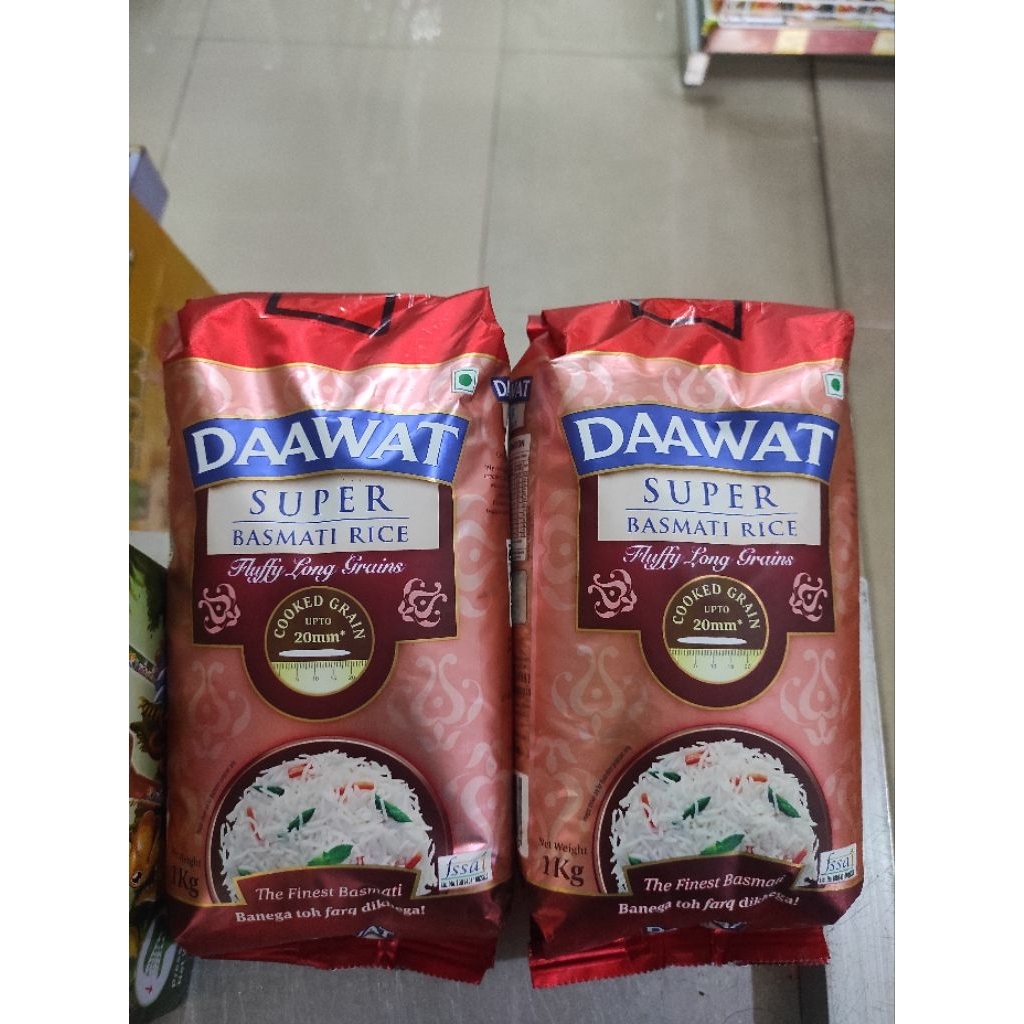 DAAWAT
SUPER
BASMATI RICE
Fluffy Long Grains
COOKED GRAIN
UPTO
20mm*
Weight
1Kg
fssai
The Finest Basmati
Banega toh farq dikhega!
DAAWAT
DAAWAT
SUPER
BASMATI RICE
Fluffy Long Grains
COOKED GRAIN
UPTO
20mm*
Net Weight
1Kg
fssai
The Finest Basmati
Banega toh farq dikhega!